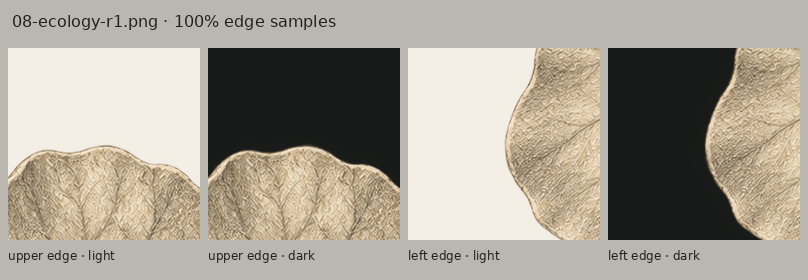 08-ecology-r1.png · 100% edge samples
upper edge · light
upper edge · dark
left edge · light
left edge · dark